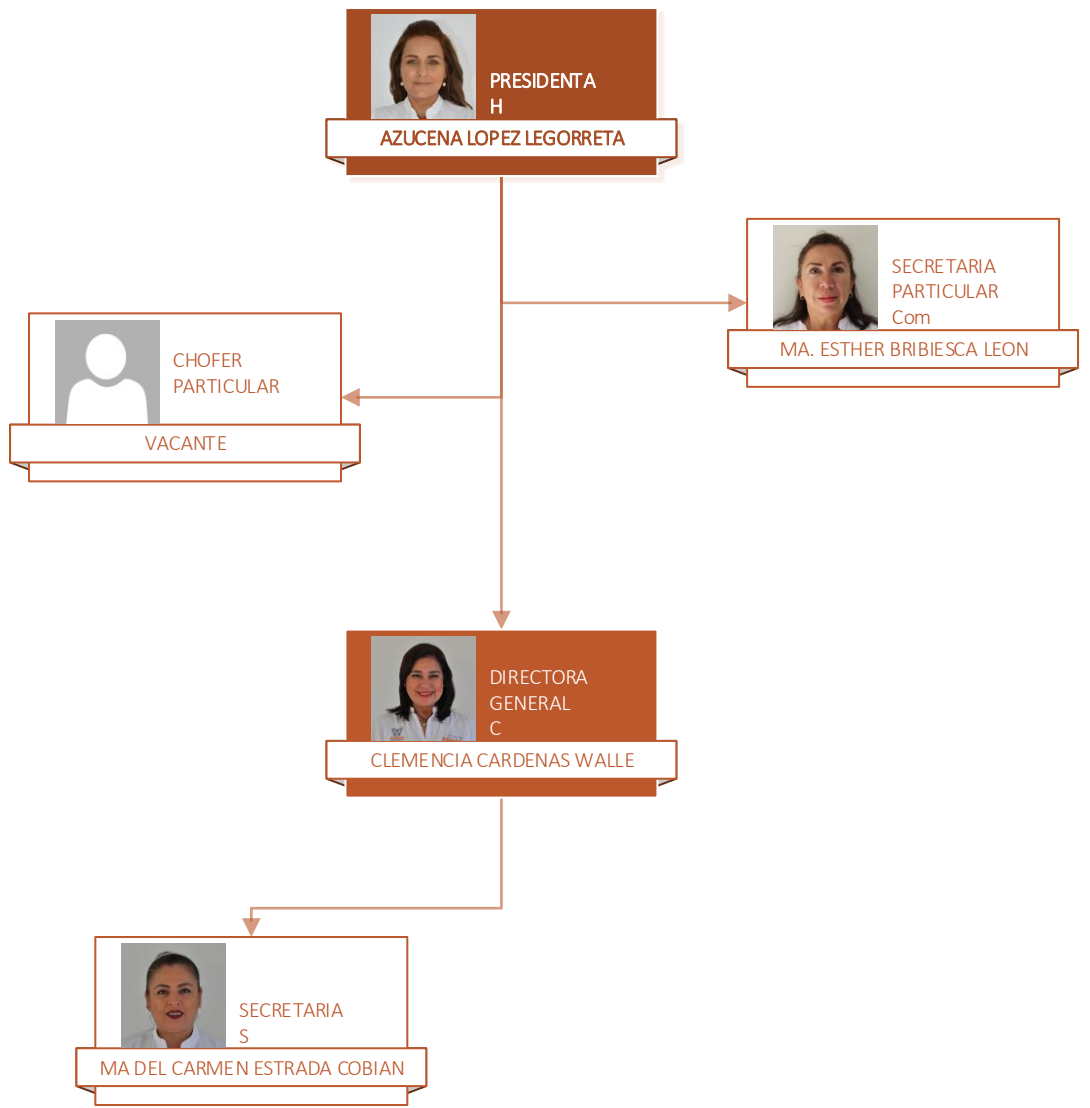 PRESIDENTA
H
AZUCENA LOPEZ LEGORRETA
SECRETARIA
PARTICULAR
Com
MA. ESTHER BRIBIESCA LEON
CHOFER
PARTICULAR
VACANTE
DIRECTORA
GENERAL
C
CLEMENCIA CARDENAS WALLE
SECRETARIA
S
MA DEL CARMEN ESTRADA COBIAN